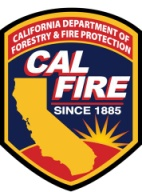 CALIFORNIA DEPARTMENT OF
FORESTRY & FIRE PROTECTION
CAL
FIRE
SINCE 1885